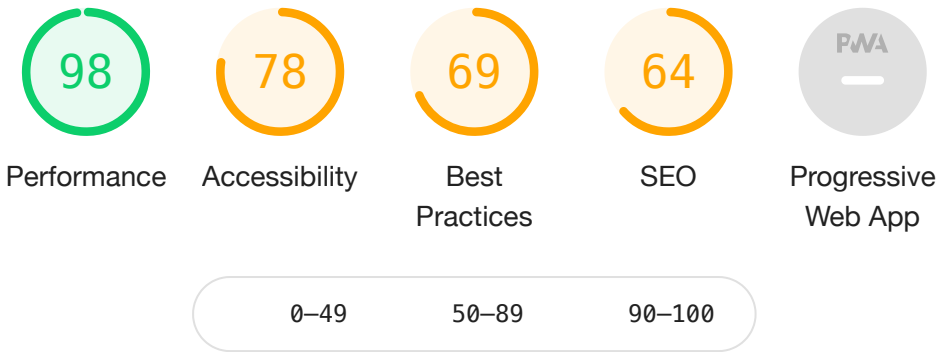 98 78 69 64 PWA
Performance Accessibility Best SEO Progressive
Practices Web App
0–49 50–89 90–100